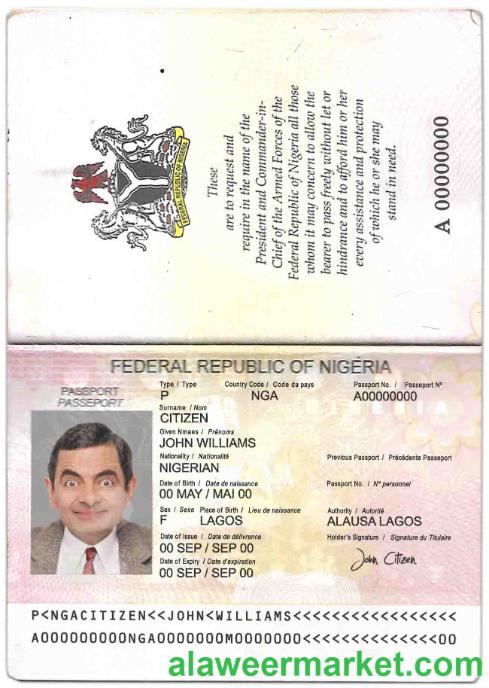 These
are to request and
require in the name of the
President and Commander-in-
Chief of the Armed Forces of the
Federal Republic of Nigeria all those
whom it may concern to allow the
bearer to pass freely without let or
hindrance and to afford him or her
every assistance and protection
of which he or she may
stand in need.
A 00000000
FEDERAL REPUBLIC OF NIGERIA
PASSPORT
PASSEPORT
Type / Type
Country Code / Code du pays
Passport No. / Passeport N°
P
NGA
A00000000
Surname / Nom
CITIZEN
Given Names / Prénoms
JOHN WILLIAMS
Nationality / Nationalité
Previous Passport / Précédente Passeport
NIGERIAN
Date of Birth / Date de naissance
Passport No. / N° personnel
00 MAY / MAI 00
Sex / Sexe Place of Birth / Lieu de naissance
Authority / Autorité
F LAGOS
ALAUSA LAGOS
Date of Issue / Date de délivrance
Holder's Signature / Signature du Titulaire
00 SEP / SEP 00
John Citizen
Date of Expiry / Date d'expiration
00 SEP / SEP 00
P<NGACITIZEN<<JOHN<WILLIAMS<<<<<<<<<<<<<<<<<
A000000000NGA0000000M0000000<<<<<<<<<<<<<<00
alaweermarket.com